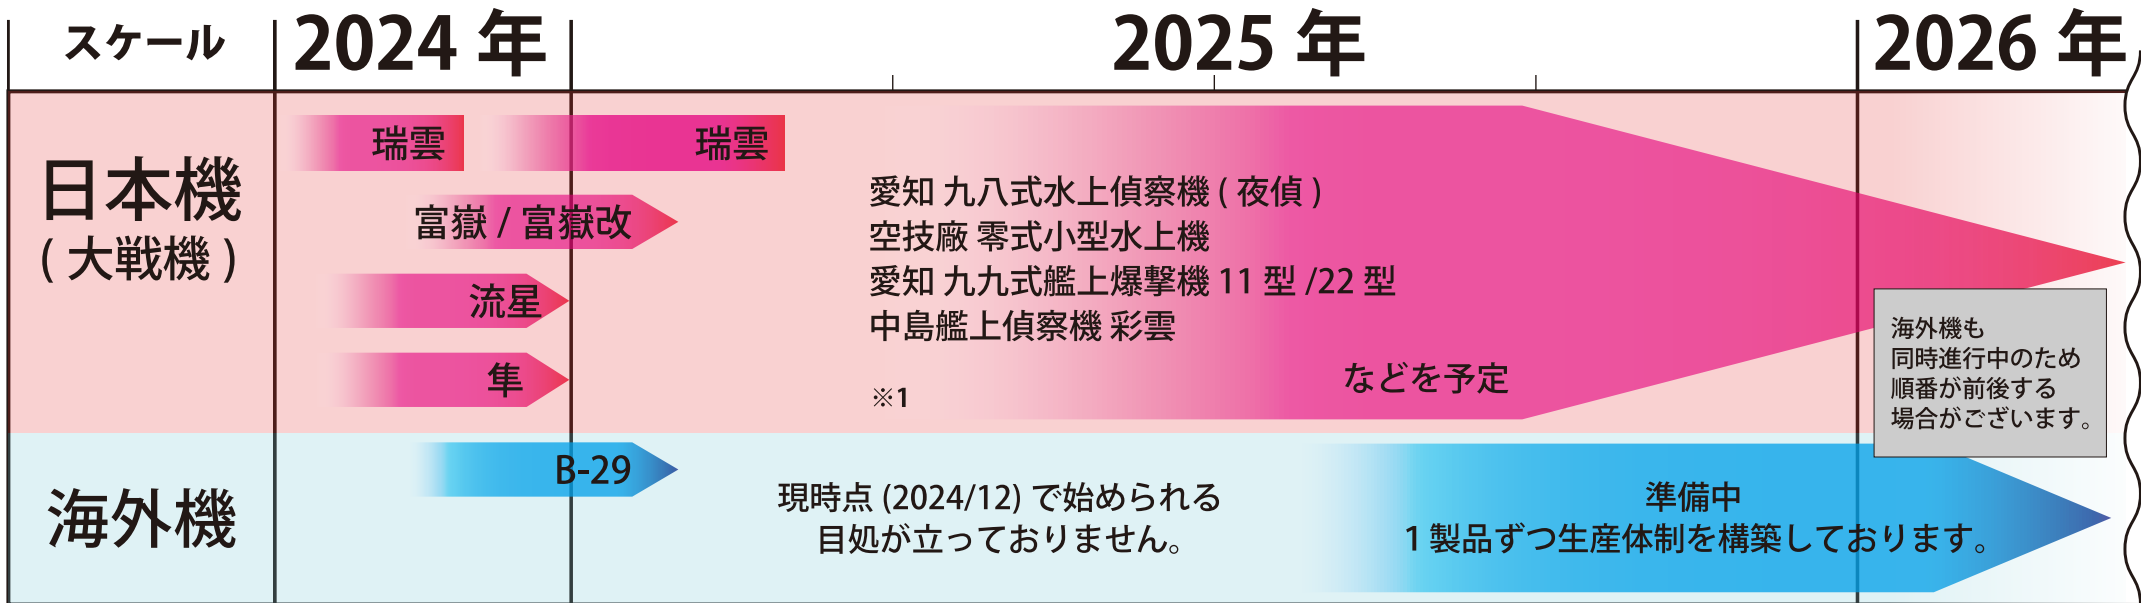 スケール
2024 年
2025 年
2026 年
日本機
( 大戦機 )
瑞雲
瑞雲
富嶽 / 富嶽改
流星
隼
愛知 九八式水上偵察機 ( 夜偵 )
空技廠 零式小型水上機
愛知 九九式艦上爆撃機 11 型 /22 型
中島艦上偵察機 彩雲
などを予定
※1
海外機も
同時進行中のため
順番が前後する
場合がございます。
海外機
B-29
現時点 (2024/12) で始められる
目処が立っておりません。
準備中
1 製品ずつ生産体制を構築しております。